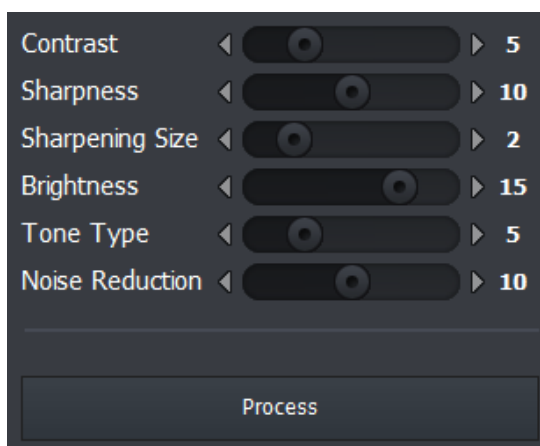 Contrast 5
Sharpness 10
Sharpening Size 2
Brightness 15
Tone Type 5
Noise Reduction 10
Process